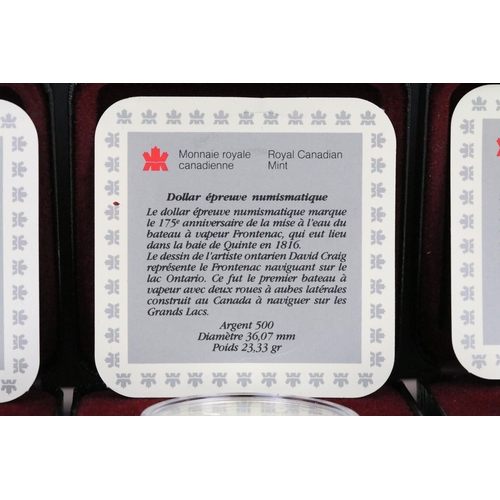 Monnaie royale canadienne
Royal Canadian Mint
Dollar épreuve numismatique
Le dollar épreuve numismatique marque
le 175e anniversaire de la mise à l'eau du
bateau à vapeur Frontenac, qui eut lieu
dans la baie de Quinte en 1816.
Le dessin de l'artiste ontarien David Craig
représente le Frontenac naviguant sur le
lac Ontario. Ce fut le premier bateau à
vapeur avec deux roues à aubes latérales
construit au Canada à naviguer sur les
Grands Lacs.
Argent 500
Diamètre 36,07 mm
Poids 23,33 gr